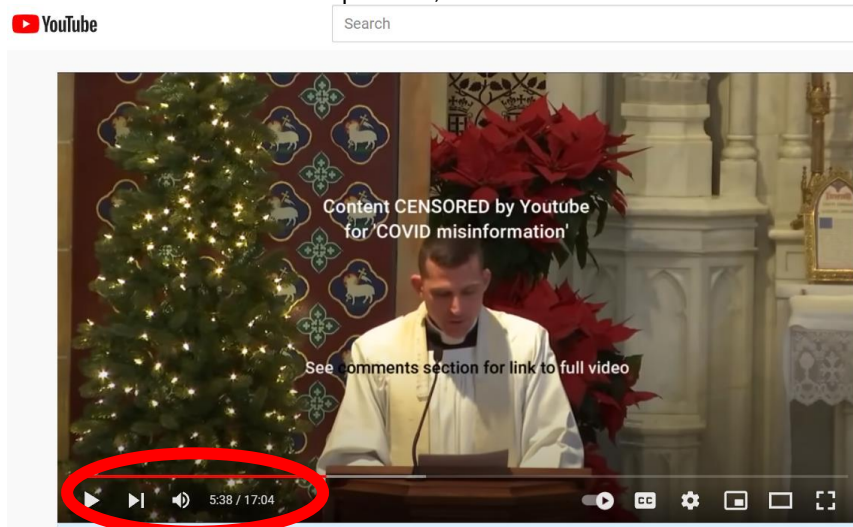 YouTube
Search
Content CENSORED by Youtube
for 'COVID misinformation'
See comments section for link to full video
5:38 / 17:04
CC